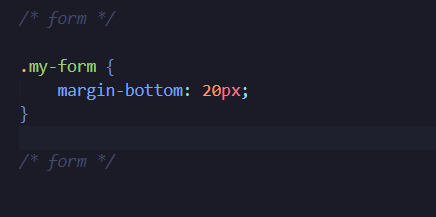 /* form */
.my-form {
    margin-bottom: 20px;
}
/* form */